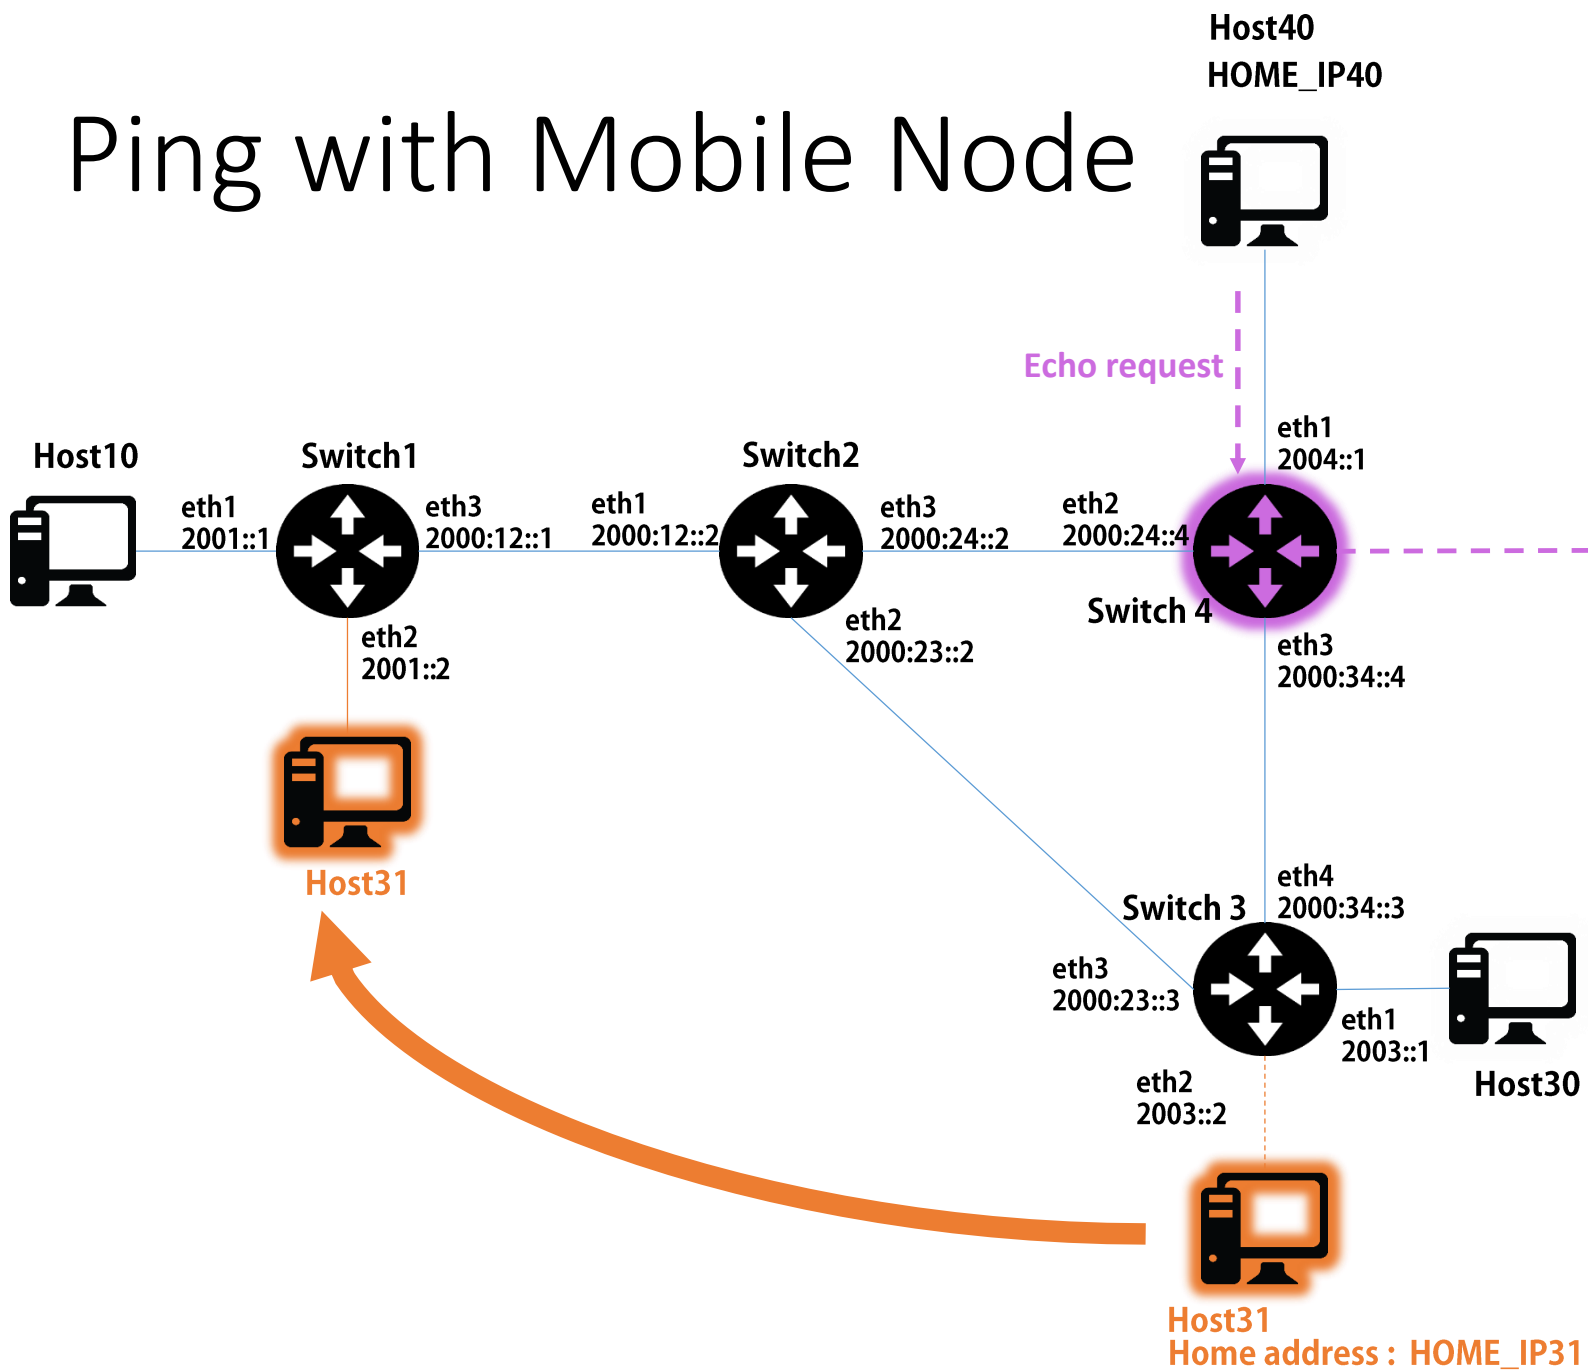 Host40
HOME_IP40
Ping with Mobile Node
Echo request
eth1
2004::1
Host10
Switch1
Switch2
eth1
2001::1
eth3
2000:12::1
eth1
2000:12::2
eth3
2000:24::2
eth2
2000:24::4
Switch 4
eth2
2001::2
eth2
2000:23::2
eth3
2000:34::4
Host31
eth4
2000:34::3
Switch 3
eth3
2000:23::3
eth1
2003::1
Host30
eth2
2003::2
Host31
Home address : HOME_IP31